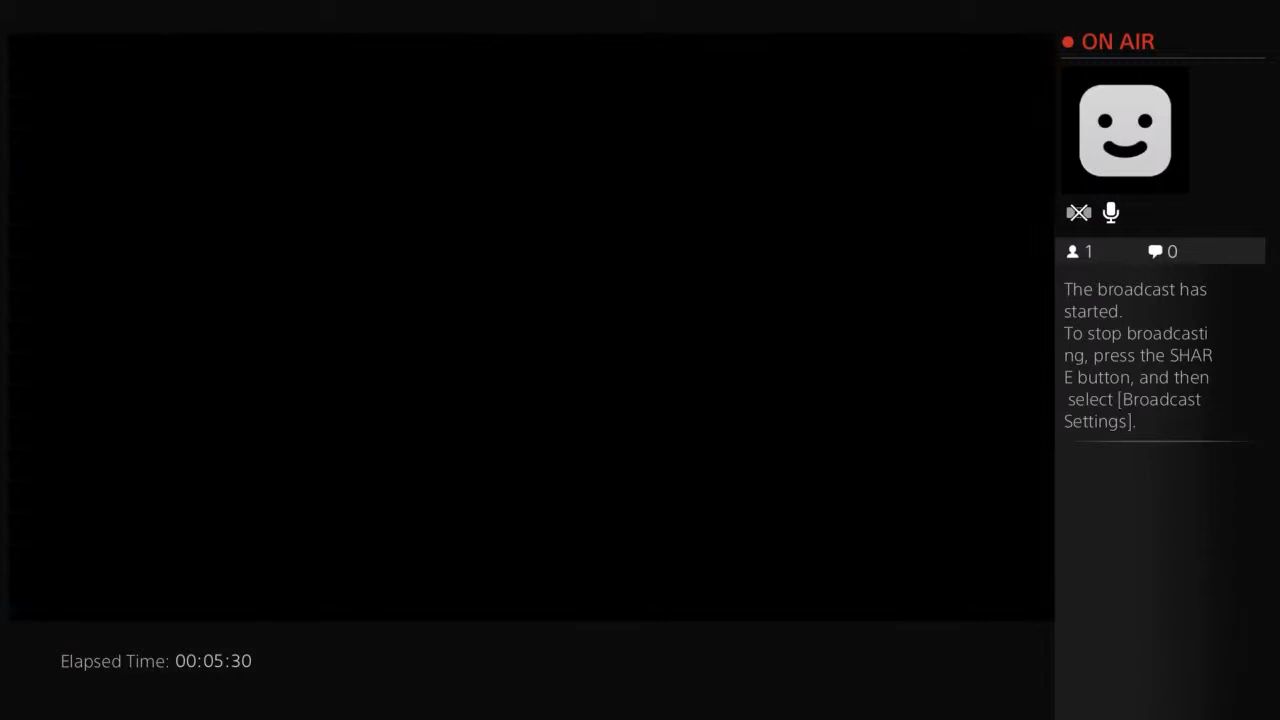 ON AIR
1 0
The broadcast has
started.
To stop broadcasti
ng, press the SHAR
E button, and then
select [Broadcast
Settings].
Elapsed Time: 00:05:30